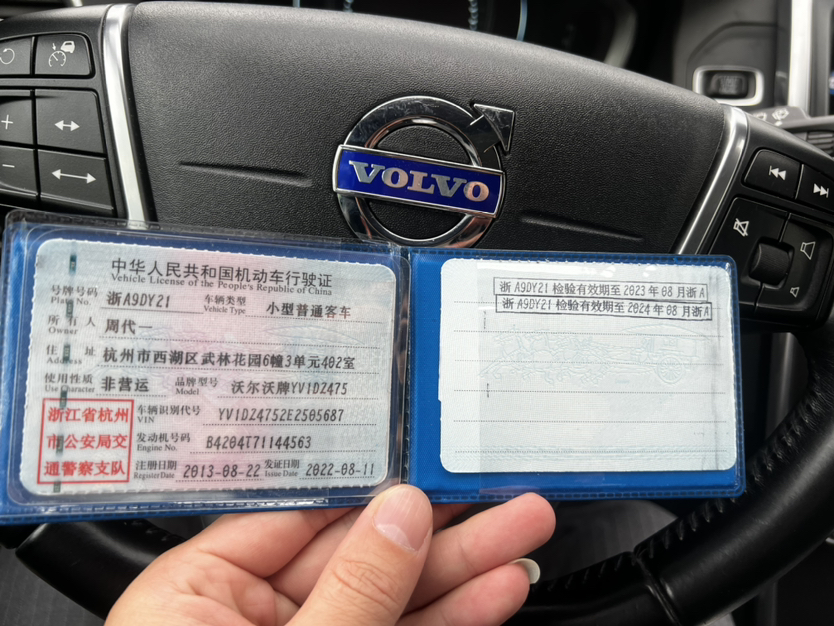 VOLVO
中华人民共和国机动车行驶证
Vehicle License of the People's Republic of China
号牌号码 浙A9DY21 车辆类型 小型普通客车
Plate No. Vehicle Type
所有人 周代一
Owner
住址 杭州市西湖区武林花园6幢3单元402室
Address
使用性质 非营运 品牌型号 沃尔沃牌YV1DZ475
Use Character Model
浙江省杭州
市公安局交
通警察支队
车辆识别代号 YV1DZ4752E2505687
VIN
发动机号码 B4204T71144563
Engine No.
注册日期 2013-08-22 发证日期 2022-08-11
Register Date Issue Date
浙A9DY21 检验有效期至2023年08月浙A
浙A9DY21 检验有效期至2024年08月浙A